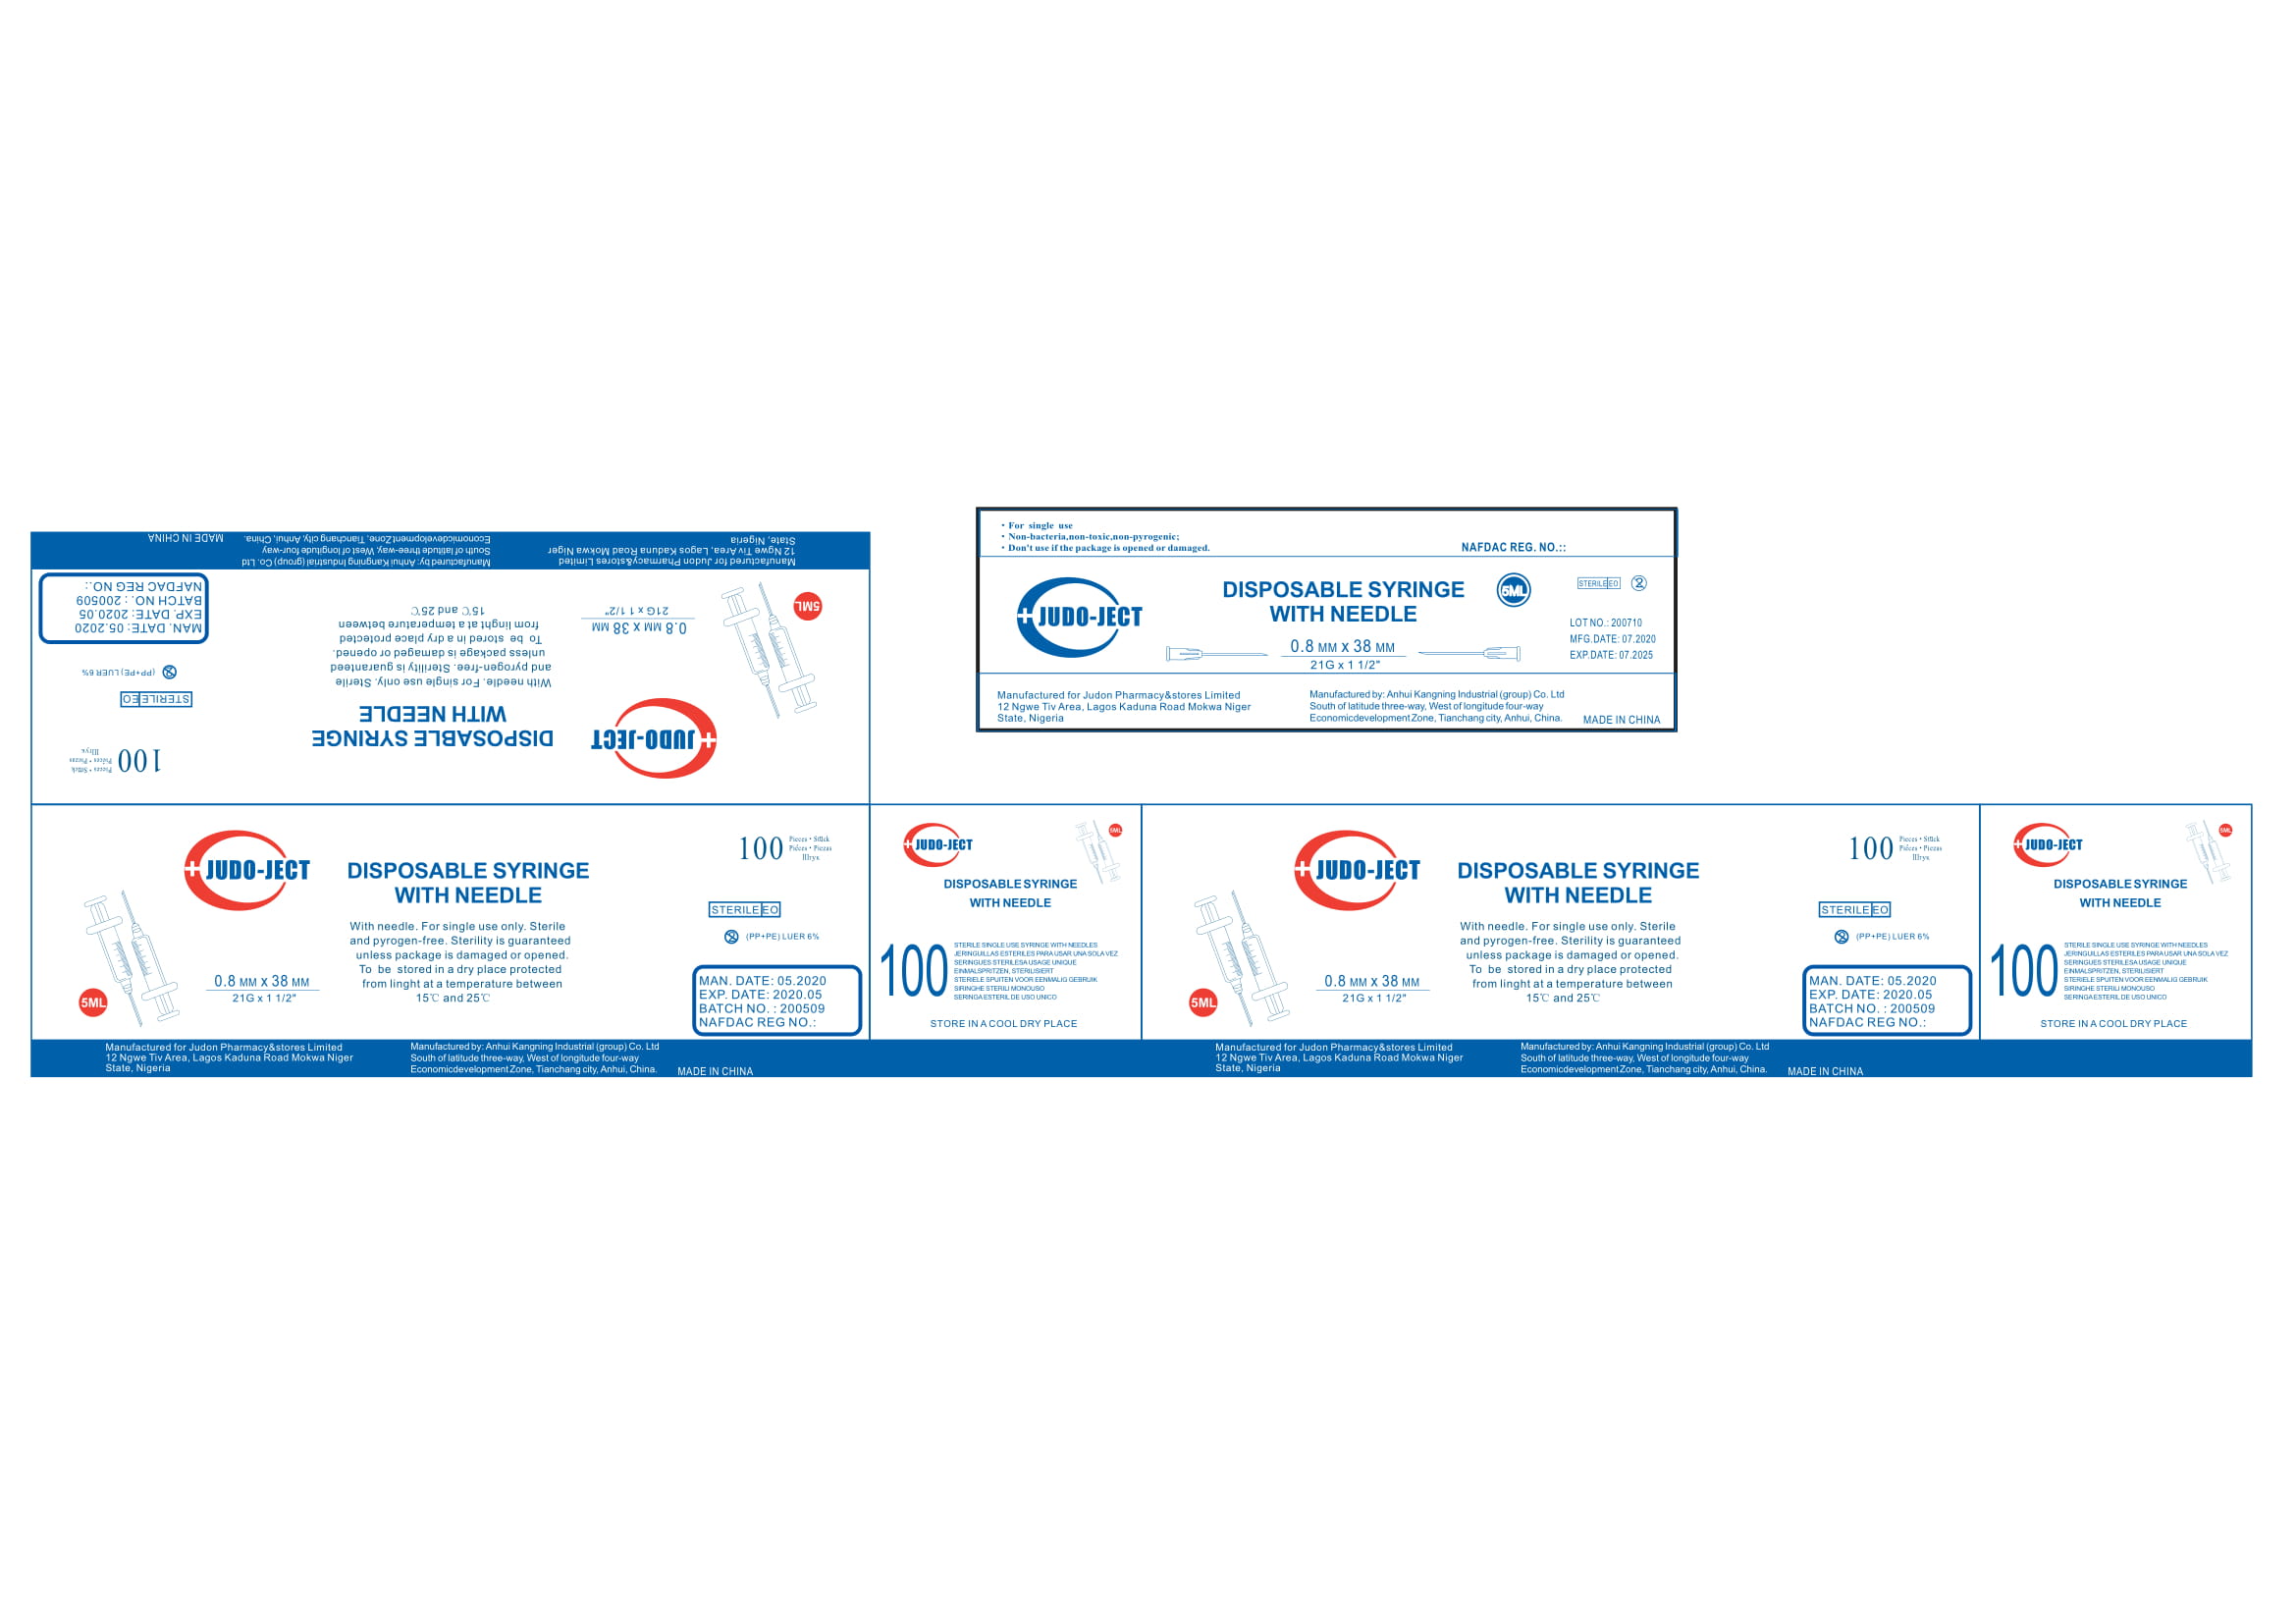 Manufactured for Judon Pharmacy&stores Limited
12 Ngwe Tiv Area, Lagos Kaduna Road Mokwa Niger
State, Nigeria
Manufactured by: Anhui Kangning Industrial (group) Co. Ltd
South of latitude three-way, West of longitude four-way
Economicdevelopment Zone, Tianchang city, Anhui, China.
MADE IN CHINA
MAN. DATE: 05.2020
EXP. DATE: 2020.05
BATCH NO. : 200509
NAFDAC REG NO.:
5ML
0.8 MM X 38 MM
21G x 1 1/2"
With needle. For single use only. Sterile
and pyrogen-free. Sterility is guaranteed
unless package is damaged or opened.
To be stored in a dry place protected
from linght at a temperature between
15℃ and 25℃
(PP+PE) LUER 6%
STERILE EO
JUDO-JECT
DISPOSABLE SYRINGE
WITH NEEDLE
100
Pieces • Stück
Piéces • Piezas
Шryк
• For single use
• Non-bacteria,non-toxic,non-pyrogenic;
• Don't use if the package is opened or damaged.
NAFDAC REG. NO.::
JUDO-JECT
DISPOSABLE SYRINGE
WITH NEEDLE
5ML
STERILE EO
2
0.8 MM X 38 MM
21G x 1 1/2"
LOT NO.: 200710
MFG.DATE: 07.2020
EXP.DATE: 07.2025
Manufactured for Judon Pharmacy&stores Limited
12 Ngwe Tiv Area, Lagos Kaduna Road Mokwa Niger
State, Nigeria
Manufactured by: Anhui Kangning Industrial (group) Co. Ltd
South of latitude three-way, West of longitude four-way
Economicdevelopment Zone, Tianchang city, Anhui, China.
MADE IN CHINA
JUDO-JECT
DISPOSABLE SYRINGE
WITH NEEDLE
100
Pieces • Stück
Piéces • Piezas
Шryк
STERILE EO
(PP+PE) LUER 6%
With needle. For single use only. Sterile
and pyrogen-free. Sterility is guaranteed
unless package is damaged or opened.
To be stored in a dry place protected
from linght at a temperature between
15℃ and 25℃
0.8 MM X 38 MM
21G x 1 1/2"
5ML
MAN. DATE: 05.2020
EXP. DATE: 2020.05
BATCH NO. : 200509
NAFDAC REG NO.:
Manufactured for Judon Pharmacy&stores Limited
12 Ngwe Tiv Area, Lagos Kaduna Road Mokwa Niger
State, Nigeria
Manufactured by: Anhui Kangning Industrial (group) Co. Ltd
South of latitude three-way, West of longitude four-way
Economicdevelopment Zone, Tianchang city, Anhui, China.
MADE IN CHINA
JUDO-JECT
5ML
DISPOSABLE SYRINGE
WITH NEEDLE
100
STERILE SINGLE USE SYRINGE WITH NEEDLES
JERINGUILLAS ESTERILES PARA USAR UNA SOLA VEZ
SERINGUES STERILESA USAGE UNIQUE
EINMALSPRITZEN, STERILISIERT
STERIELE SPUITEN VOOR EENMALIG GEBRUIK
SIRINGHE STERILI MONOUSO
SERINGA ESTERIL DE USO UNICO
STORE IN A COOL DRY PLACE
JUDO-JECT
DISPOSABLE SYRINGE
WITH NEEDLE
100
Pieces • Stück
Piéces • Piezas
Шryк
STERILE EO
(PP+PE) LUER 6%
With needle. For single use only. Sterile
and pyrogen-free. Sterility is guaranteed
unless package is damaged or opened.
To be stored in a dry place protected
from linght at a temperature between
15℃ and 25℃
0.8 MM X 38 MM
21G x 1 1/2"
5ML
MAN. DATE: 05.2020
EXP. DATE: 2020.05
BATCH NO. : 200509
NAFDAC REG NO.:
Manufactured for Judon Pharmacy&stores Limited
12 Ngwe Tiv Area, Lagos Kaduna Road Mokwa Niger
State, Nigeria
Manufactured by: Anhui Kangning Industrial (group) Co. Ltd
South of latitude three-way, West of longitude four-way
Economicdevelopment Zone, Tianchang city, Anhui, China.
MADE IN CHINA
JUDO-JECT
5ML
DISPOSABLE SYRINGE
WITH NEEDLE
100
STERILE SINGLE USE SYRINGE WITH NEEDLES
JERINGUILLAS ESTERILES PARA USAR UNA SOLA VEZ
SERINGUES STERILESA USAGE UNIQUE
EINMALSPRITZEN, STERILISIERT
STERIELE SPUITEN VOOR EENMALIG GEBRUIK
SIRINGHE STERILI MONOUSO
SERINGA ESTERIL DE USO UNICO
STORE IN A COOL DRY PLACE